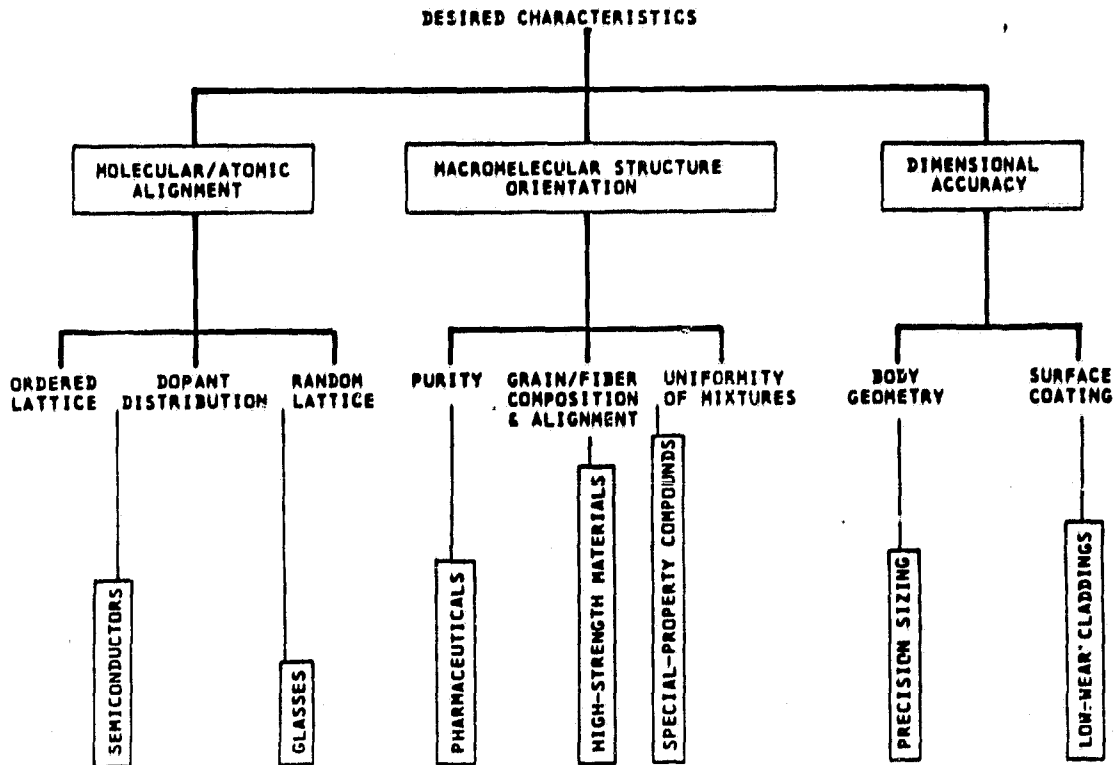 DESIRED CHARACTERISTICS
MOLECULAR/ATOMIC
ALIGNMENT
MACROMELECULAR STRUCTURE
ORIENTATION
DIMENSIONAL
ACCURACY
ORDERED
LATTICE
DOPANT
DISTRIBUTION
RANDOM
LATTICE
PURITY
GRAIN/FIBER
COMPOSITION
& ALIGNMENT
UNIFORMITY
OF MIXTURES
BODY
GEOMETRY
SURFACE
COATING
SEMICONDUCTORS
GLASSES
PHARMACEUTICALS
HIGH-STRENGTH MATERIALS
SPECIAL-PROPERTY COMPOUNDS
PRECISION SIZING
LOW-WEAR CLADDINGS